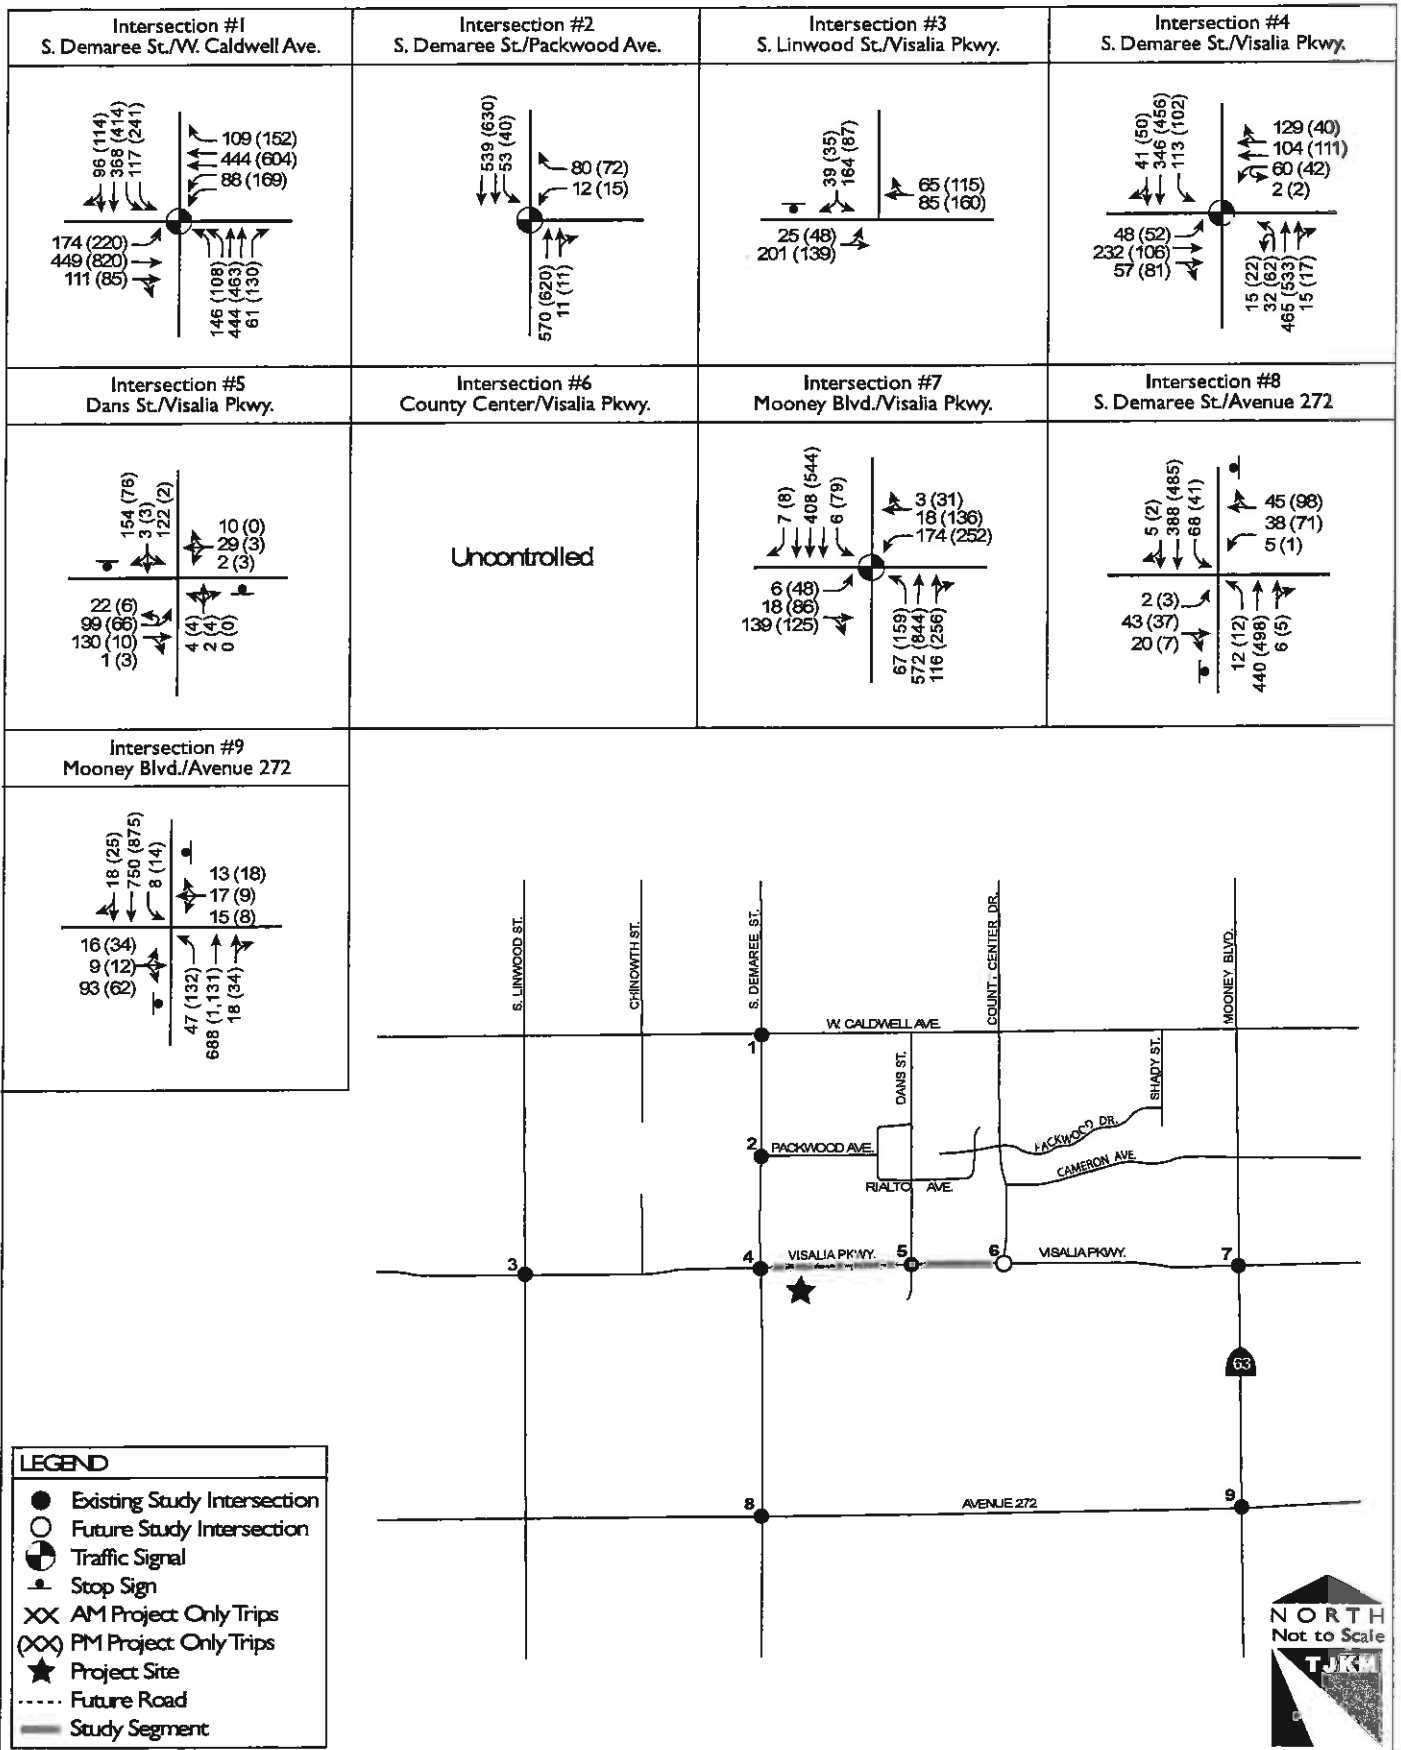 Intersection #1
S. Demaree St./W. Caldwell Ave.
96 (114)
368 (414)
117 (241)
109 (152)
444 (604)
88 (169)
174 (220)
449 (820)
111 (85)
146 (108)
444 (463)
61 (130)
Intersection #2
S. Demaree St./Packwood Ave.
539 (630)
53 (40)
80 (72)
12 (15)
570 (620)
11 (11)
Intersection #3
S. Linwood St./Visalia Pkwy.
39 (35)
164 (87)
65 (115)
85 (160)
25 (48)
201 (139)
Intersection #4
S. Demaree St./Visalia Pkwy.
41 (50)
346 (456)
113 (102)
129 (40)
104 (111)
60 (42)
2 (2)
48 (52)
232 (106)
57 (81)
15 (22)
32 (62)
465 (533)
15 (17)
Intersection #5
Dans St./Visalia Pkwy.
154 (76)
3 (3)
122 (2)
10 (0)
29 (3)
2 (3)
22 (6)
99 (66)
130 (10)
1 (3)
4 (4)
2 (4)
0 (0)
Intersection #6
County Center/Visalia Pkwy.
Uncontrolled
Intersection #7
Mooney Blvd./Visalia Pkwy.
7 (8)
408 (544)
6 (79)
3 (31)
18 (136)
174 (252)
6 (48)
18 (86)
139 (125)
67 (159)
572 (844)
116 (256)
Intersection #8
S. Demaree St./Avenue 272
5 (2)
388 (485)
68 (41)
45 (98)
38 (71)
5 (1)
2 (3)
43 (37)
20 (7)
12 (12)
440 (498)
6 (5)
Intersection #9
Mooney Blvd./Avenue 272
18 (25)
750 (875)
8 (14)
13 (18)
17 (9)
15 (8)
16 (34)
9 (12)
93 (62)
47 (132)
688 (1,131)
18 (34)
S. LINWOOD ST.
CHINOWTH ST.
S. DEMAREE ST.
COUNT, CENTER DR.
MOONEY BLVD.
W. CALDWELL AVE.
1
DANS ST.
SHADY ST.
2
PACKWOOD AVE.
PACKWOOD DR.
CAMERON AVE.
RIALTO AVE.
3
4
VISALIA PKWY.
5
6
VISALIA PKWY.
7
63
8
AVENUE 272
9
LEGEND
Existing Study Intersection
Future Study Intersection
Traffic Signal
Stop Sign
XX AM Project Only Trips
(XX) PM Project Only Trips
Project Site
Future Road
Study Segment
NORTH
Not to Scale
TJKM